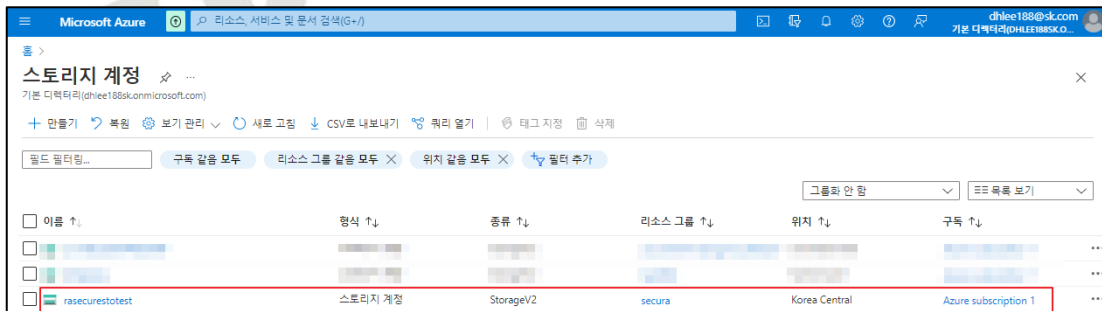 Microsoft Azure 리소스, 서비스 및 문서 검색(G+/) dhlee188@sk.com
기본 디렉터리(DHLEE188SK.O...
홈 >
스토리지 계정 ...
기본 디렉터리(dhlee188sk.onmicrosoft.com)
+ 만들기 복원 보기 관리 새로 고침 CSV로 내보내기 쿼리 열기 태그 지정 삭제
필드 필터링... 구독 같음 모두 리소스 그룹 같음 모두 위치 같음 모두 필터 추가
그룹화 안 함 목록 보기
이름 형식 종류 리소스 그룹 위치 구독
rasecurestotest 스토리지 계정 StorageV2 secura Korea Central Azure subscription 1